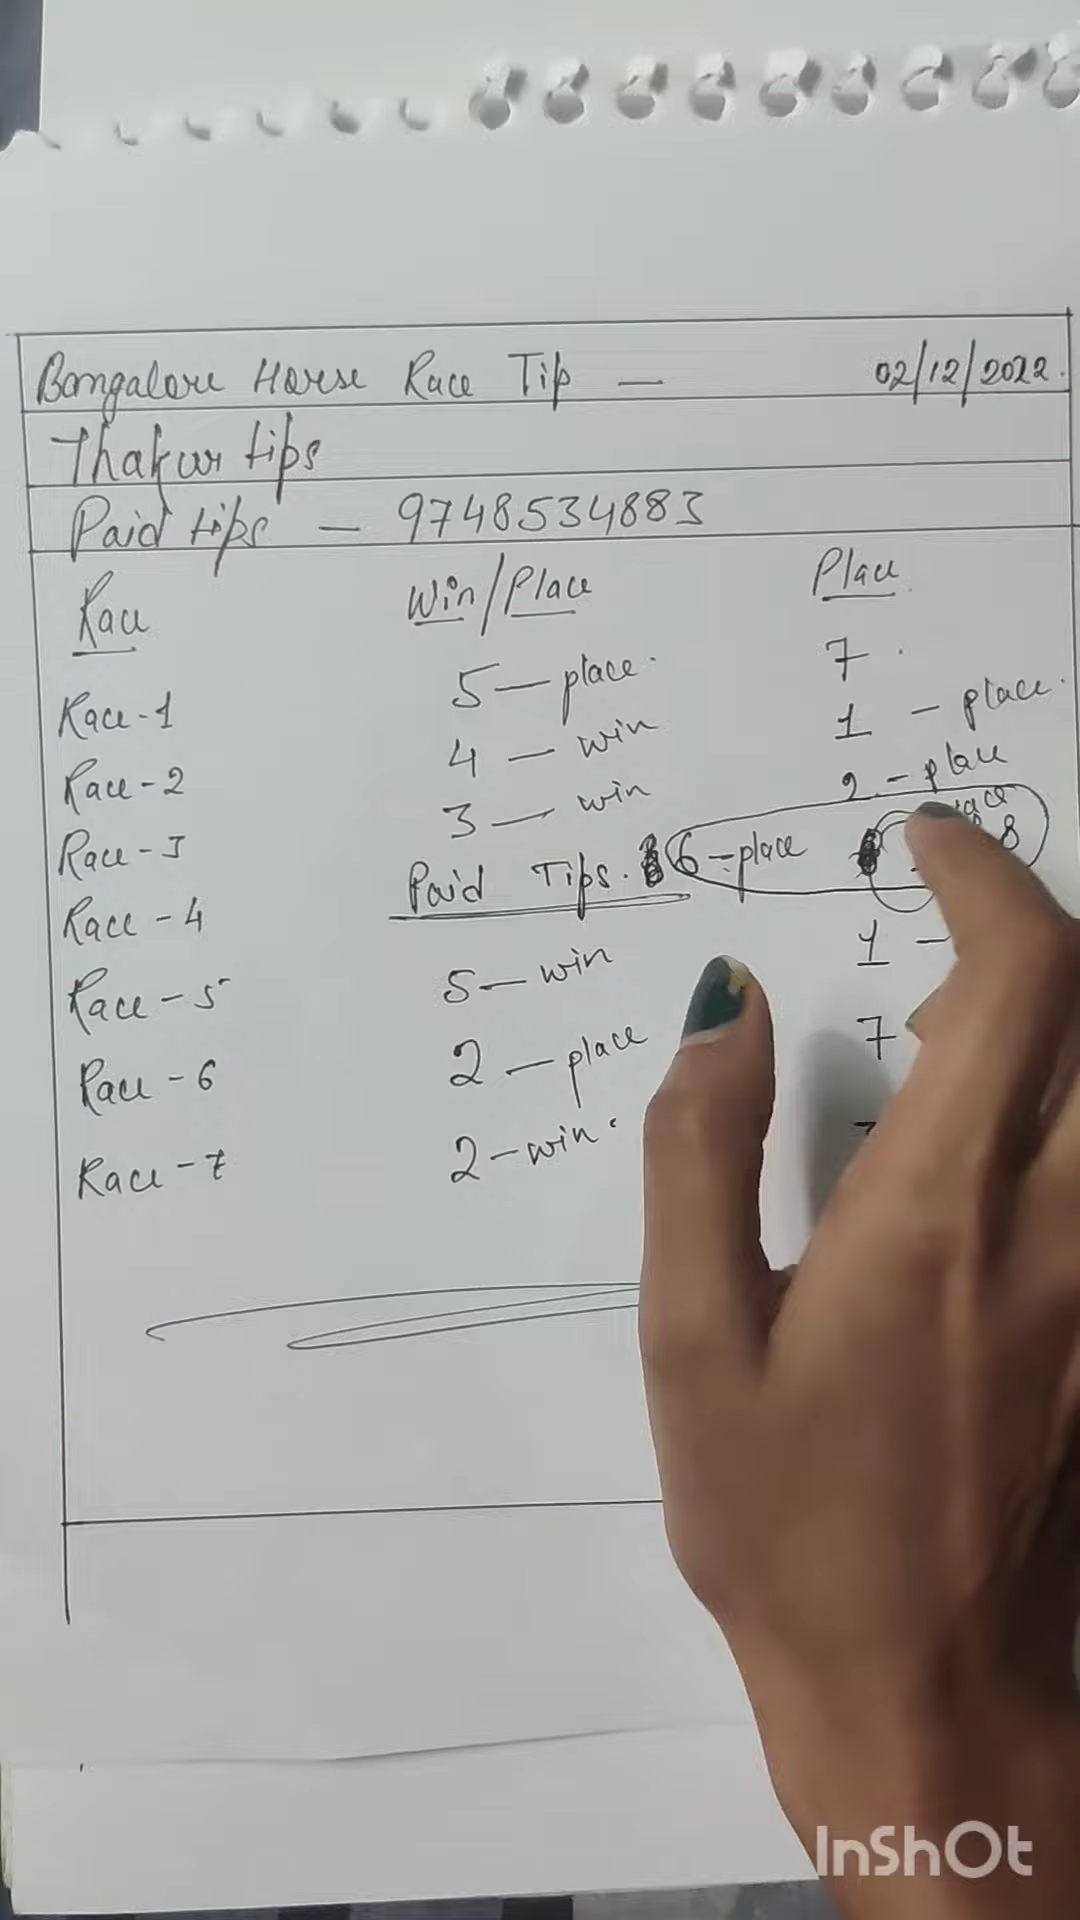 Bangalore Horse Race Tip — 02/12/2022.
Thakur tips
Paid tips — 9748534883
Race Win/Place Place
Race-1 5—place. 7
Race-2 4 — win 1 — place.
Race-3 3 — win 2 - place
Race-4 Paid Tips. 6-place 8
Race-5 5— win 1 -
Race-6 2 — place 7
Race-7 2-win.
InShOt